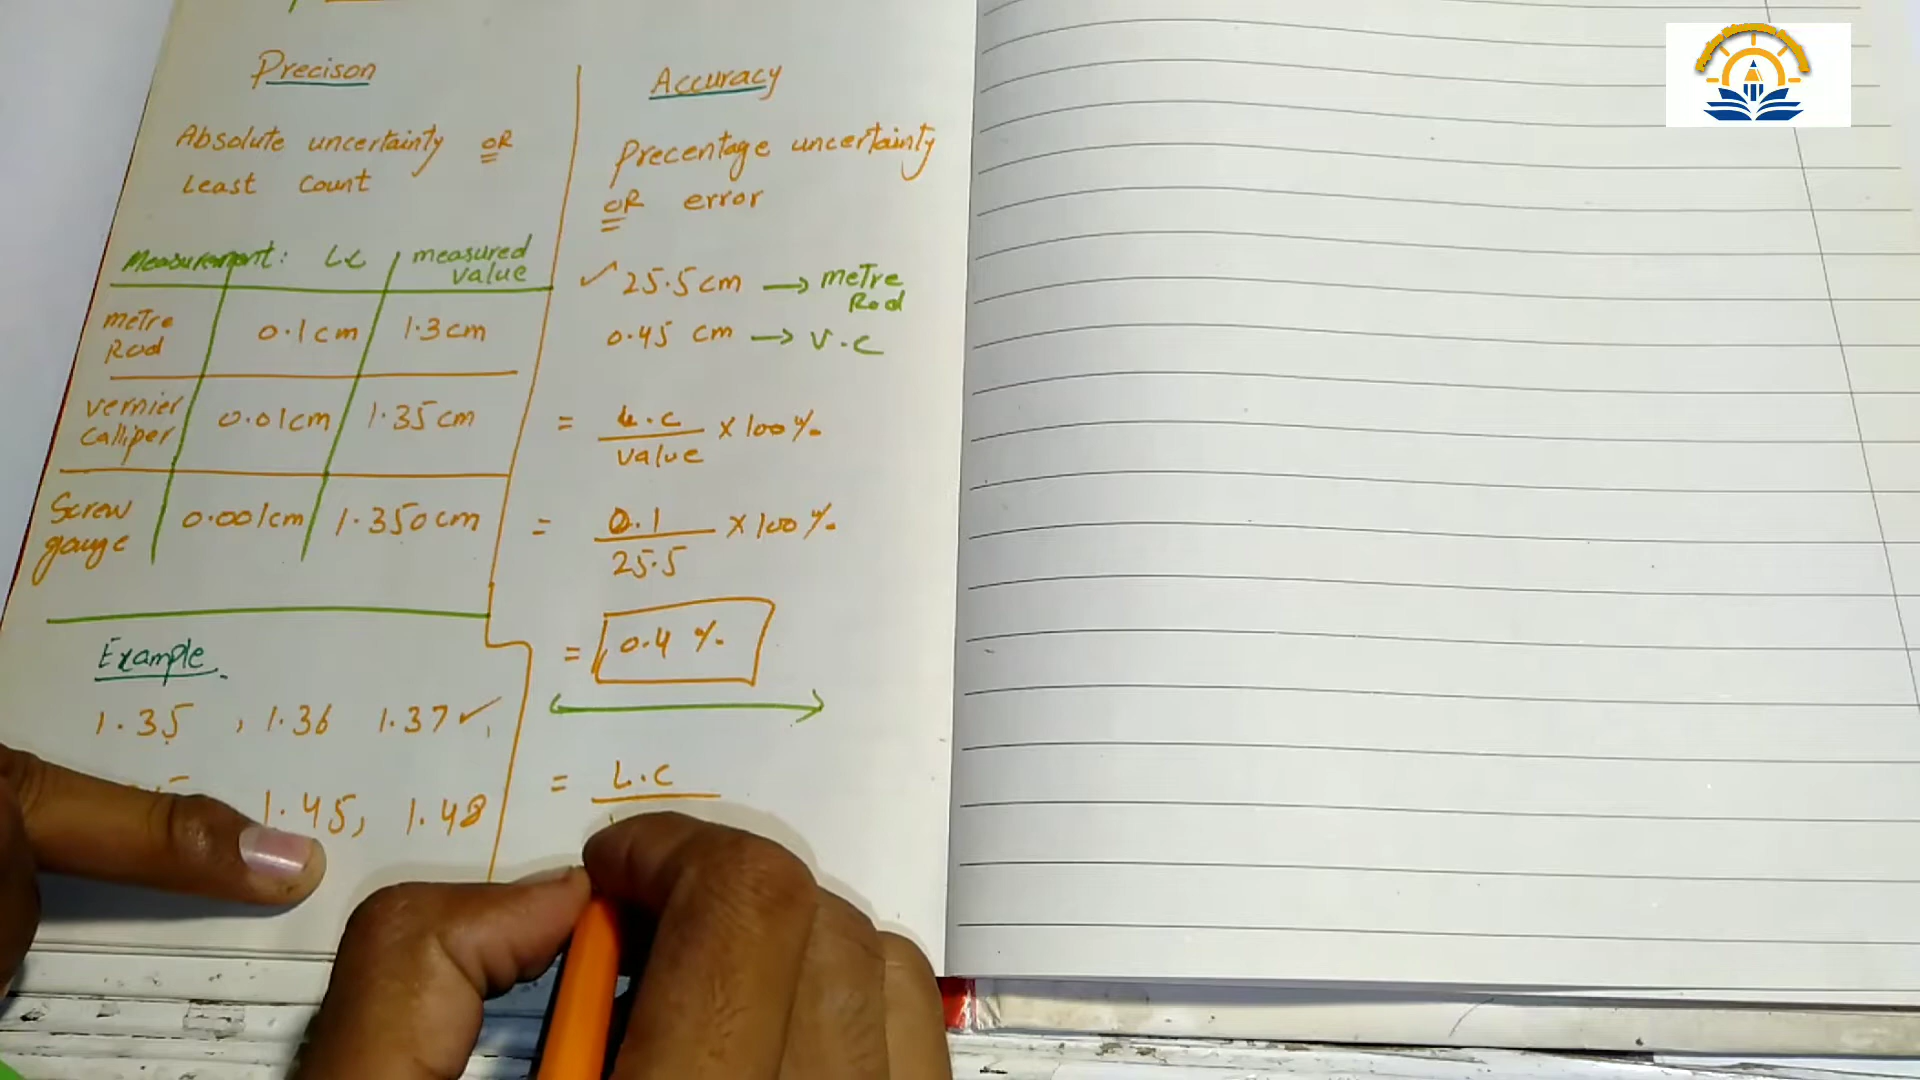 Precison
Absolute uncertainty OR
Least count
Measurement: L.c measured value
metre Rod 0.1cm 1.3cm
vernier Calliper 0.01cm 1.35cm
Screw gauge 0.001cm 1.350cm
Example
1.35 , 1.36 1.37 ✓
1.45, 1.48
Accuracy
Precentage uncertainty
OR error
✓ 25.5cm → meTre Rod
0.45 cm → V.C
= L.C / value × 100%
= 0.1 / 25.5 × 100%
= 0.4 %
= L.C